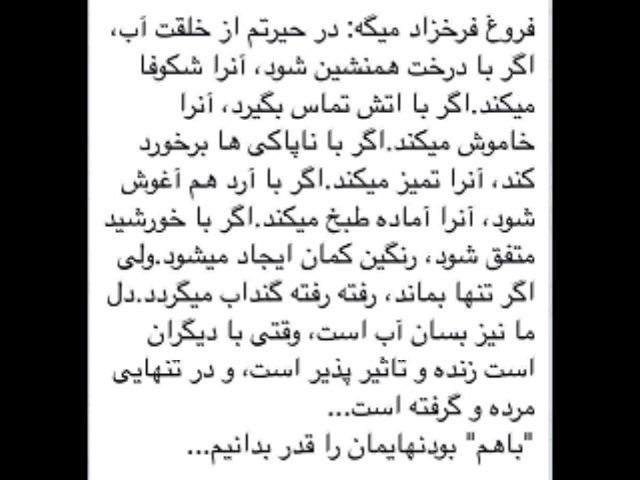 فروغ فرخزاد میگه: در حیرتم از خلقت آب،
اگر با درخت همنشین شود، آنرا شکوفا
میکند.اگر با آتش تماس بگیرد، آنرا
خاموش میکند.اگر با ناپاکی ها برخورد
کند، آنرا تمیز میکند.اگر با آرد هم آغوش
شود، آنرا آماده طبخ میکند.اگر با خورشید
متفق شود، رنگین کمان ایجاد میشود.ولی
اگر تنها بماند، رفته رفته گنداب میگردد.دل
ما نیز بسان آب است، وقتی با دیگران
است زنده و تاثیر پذیر است، و در تنهایی
مرده و گرفته است...
"باهم" بودنهایمان را قدر بدانیم...